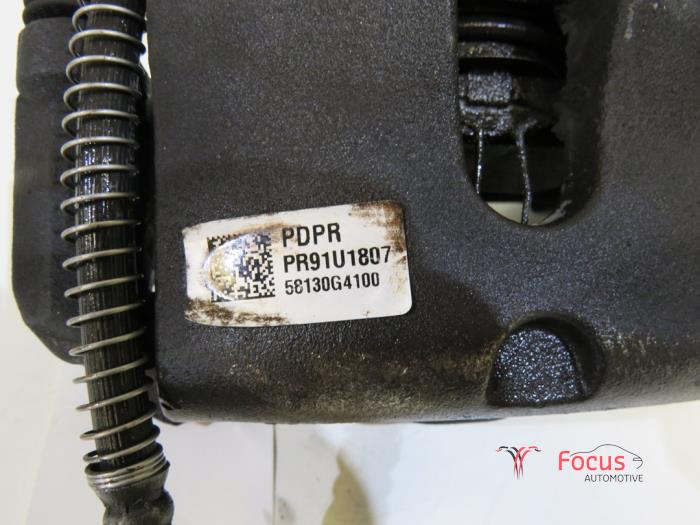 PDPR
PR91U1807
58130G4100
Focus
AUTOMOTIVE